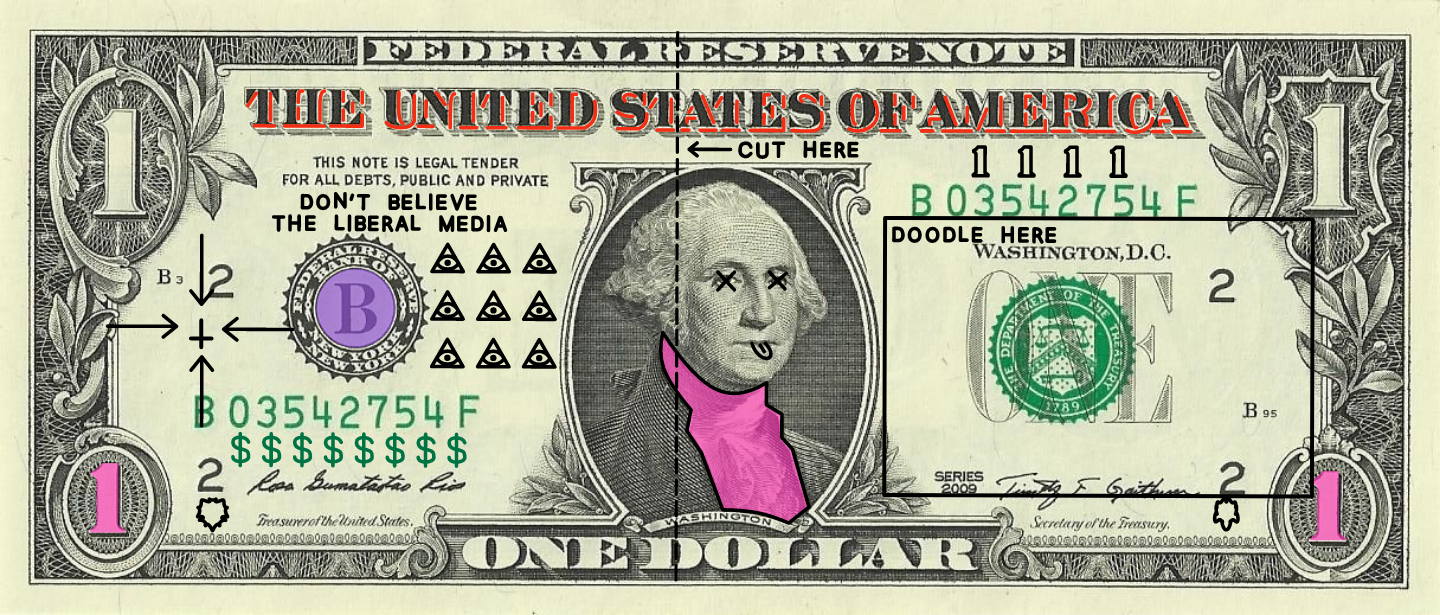 FEDERAL RESERVE NOTE
THE UNITED STATES OF AMERICA
1
1
CUT HERE
THIS NOTE IS LEGAL TENDER
FOR ALL DEBTS, PUBLIC AND PRIVATE
1 1 1 1
B 03542754 F
DON'T BELIEVE
THE LIBERAL MEDIA
DOODLE HERE
WASHINGTON, D.C.
B 3
2
FEDERAL RESERVE BANK OF
B
NEW YORK
NEW YORK
ONE
THE DEPARTMENT OF THE TREASURY
1789
2
B 95
B 03542754 F
$$$$$$$$
2
Rosa Gumataotao Rios
Treasurer of the United States.
SERIES
2009
Timothy F. Geithner
2
Secretary of the Treasury.
WASHINGTON
1
1
ONE DOLLAR